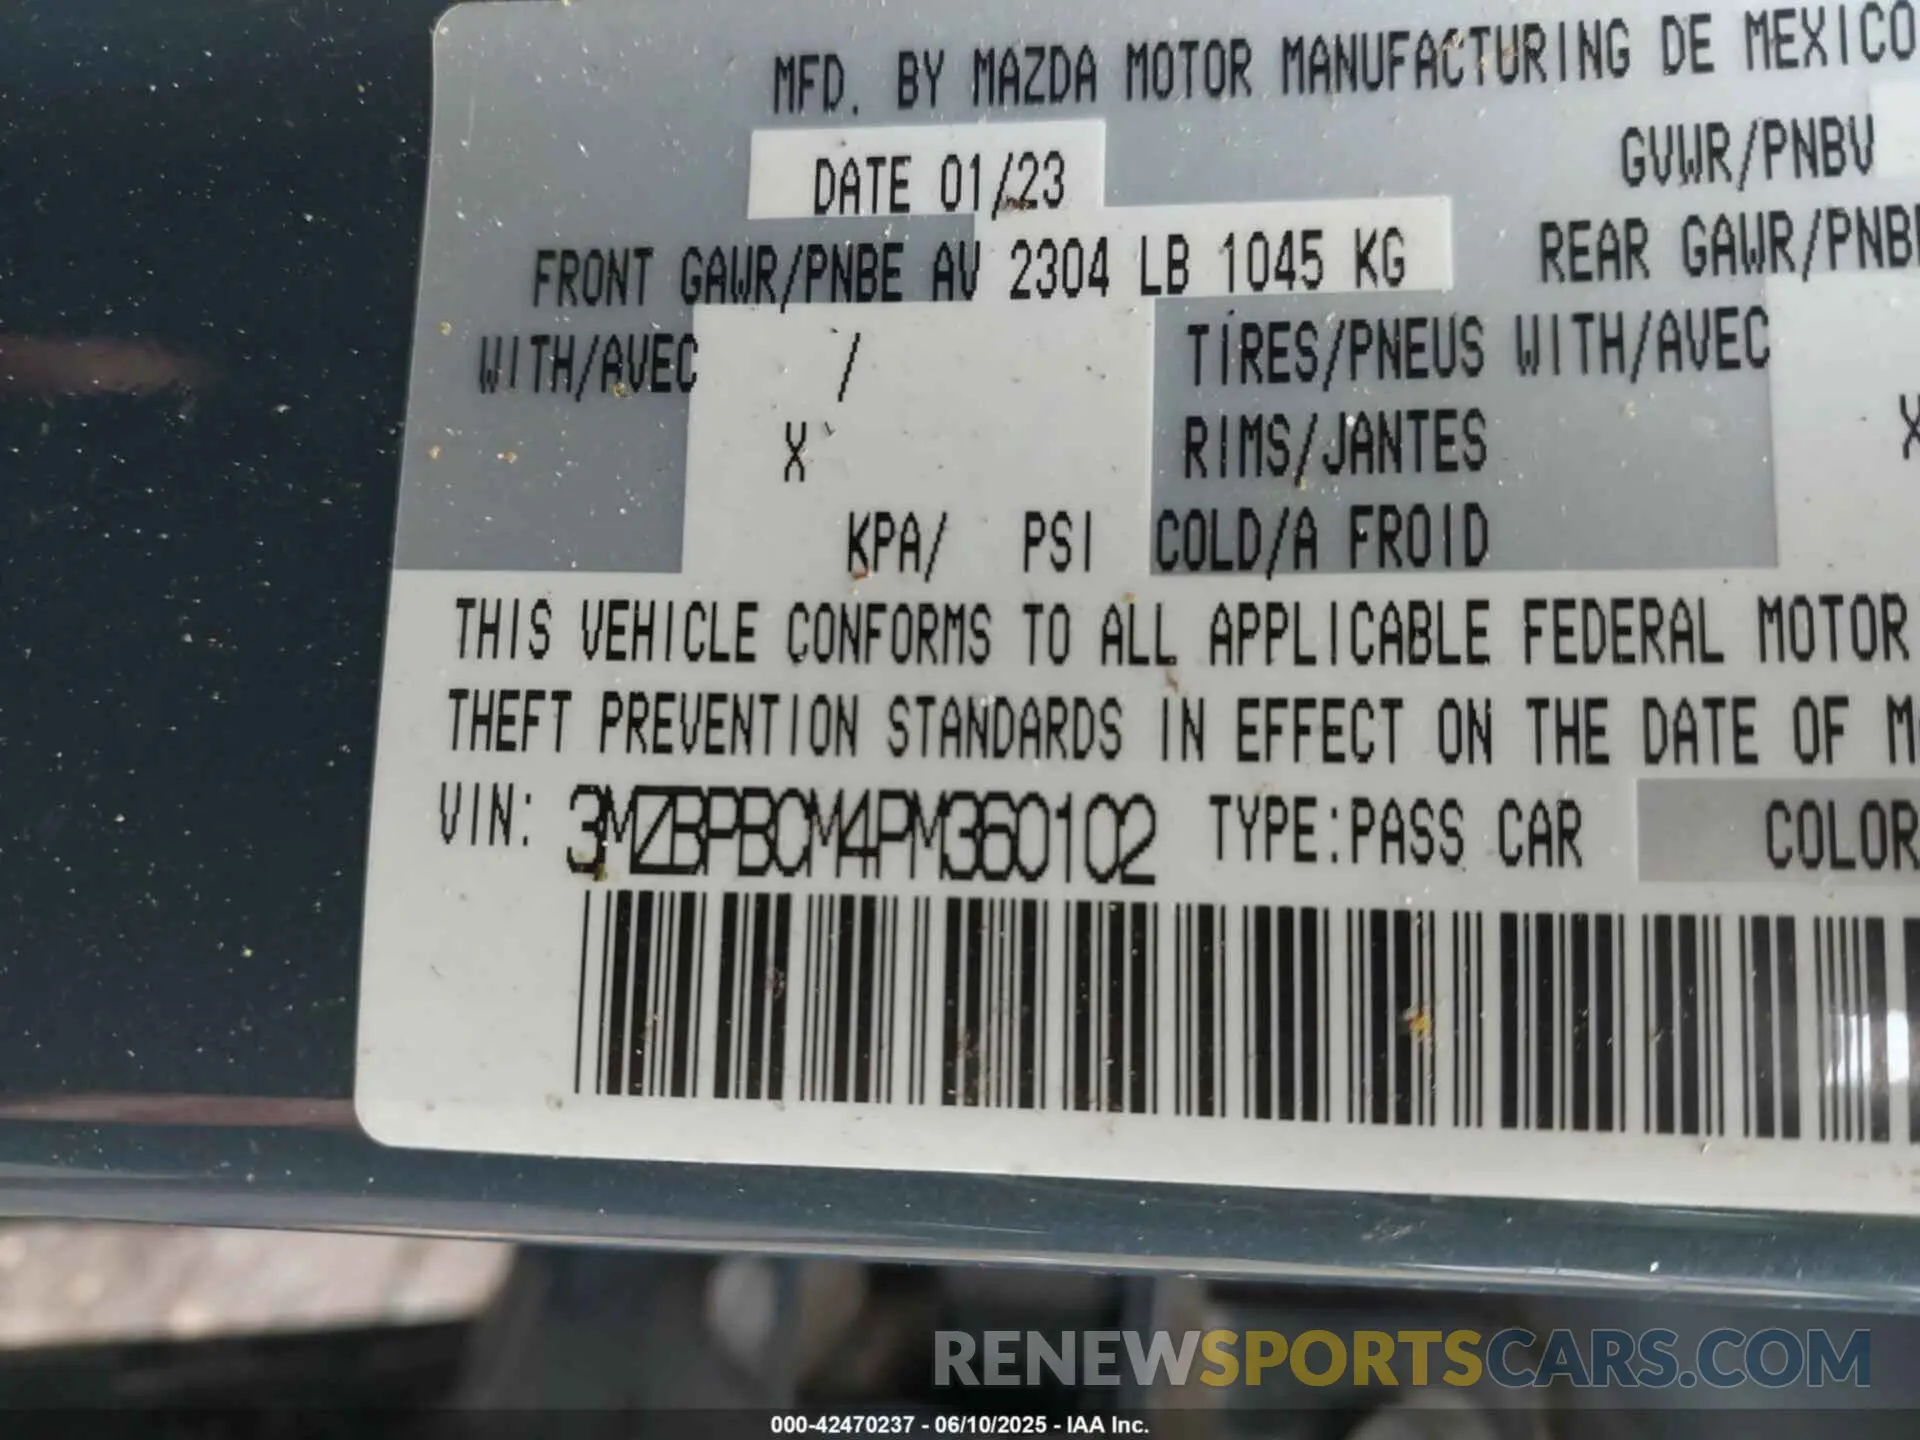 MFD. BY MAZDA MOTOR MANUFACTURING DE MEXICO
DATE 01/23
GVWR/PNBV
FRONT GAWR/PNBE AV 2304 LB 1045 KG REAR GAWR/PNBE
WITH/AVEC / TIRES/PNEUS WITH/AVEC
X RIMS/JANTES X
KPA/ PSI COLD/A FROID
THIS VEHICLE CONFORMS TO ALL APPLICABLE FEDERAL MOTOR
THEFT PREVENTION STANDARDS IN EFFECT ON THE DATE OF M
VIN: 3MZBPBCM4PM360102 TYPE:PASS CAR COLOR
RENEWSPORTSCARS.COM
000-42470237 - 06/10/2025 - IAA Inc.